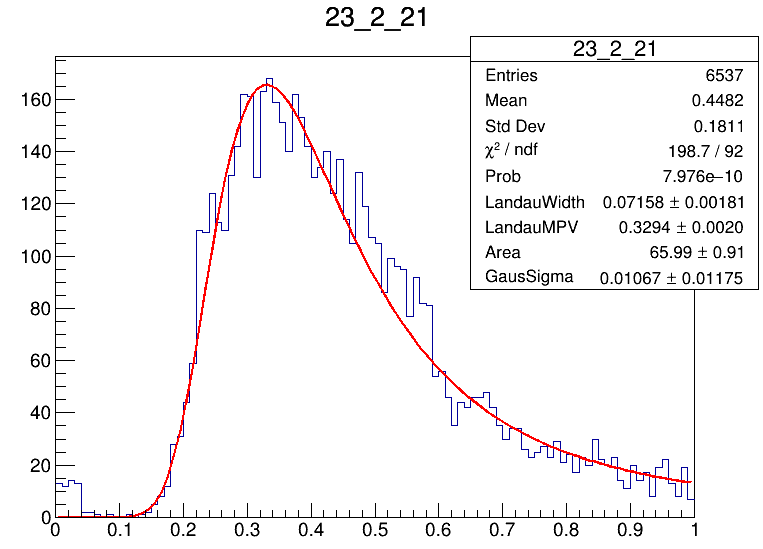 23_2_21
23_2_21
Entries 6537
Mean 0.4482
Std Dev 0.1811
χ² / ndf 198.7 / 92
Prob 7.976e–10
LandauWidth 0.07158 ± 0.00181
LandauMPV 0.3294 ± 0.0020
Area 65.99 ± 0.91
GausSigma 0.01067 ± 0.01175
160
140
120
100
80
60
40
20
0
0 0.1 0.2 0.3 0.4 0.5 0.6 0.7 0.8 0.9 1